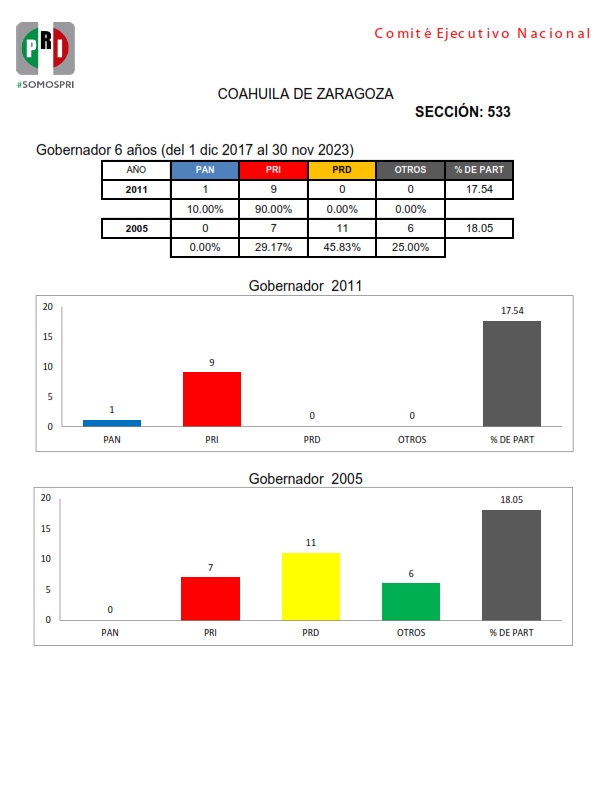 Comité Ejecutivo Nacional
PRI
#SOMOSPRI
COAHUILA DE ZARAGOZA
SECCIÓN: 533
Gobernador 6 años (del 1 dic 2017 al 30 nov 2023)
AÑO PAN PRI PRD OTROS % DE PART
2011 1 9 0 0 17.54
10.00% 90.00% 0.00% 0.00%
2005 0 7 11 6 18.05
0.00% 29.17% 45.83% 25.00%
Gobernador 2011
20
15
10
5
0
1
9
0
0
17.54
PAN PRI PRD OTROS % DE PART
Gobernador 2005
20
15
10
5
0
0
7
11
6
18.05
PAN PRI PRD OTROS % DE PART